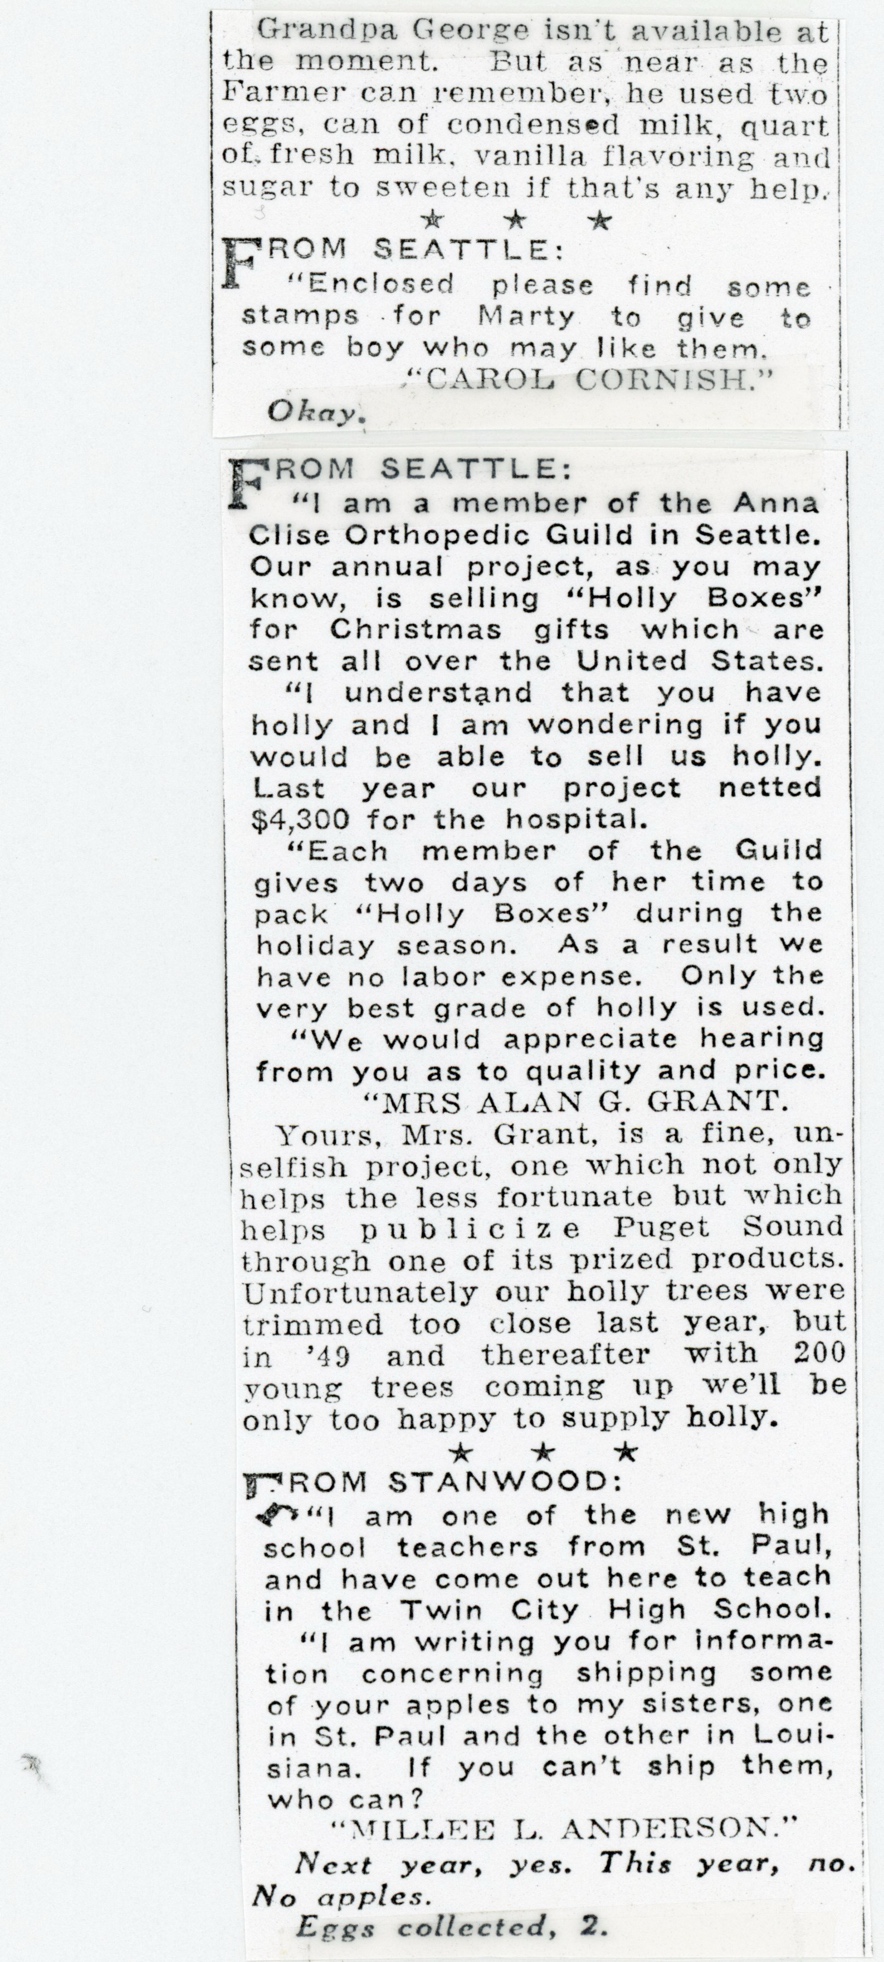 Grandpa George isn't available at
the moment. But as near as the
Farmer can remember, he used two
eggs, can of condensed milk, quart
of fresh milk, vanilla flavoring and
sugar to sweeten if that's any help.
★ ★ ★
FROM SEATTLE:
"Enclosed please find some
stamps for Marty to give to
some boy who may like them.
"CAROL CORNISH."
Okay.
FROM SEATTLE:
"I am a member of the Anna
Clise Orthopedic Guild in Seattle.
Our annual project, as you may
know, is selling "Holly Boxes"
for Christmas gifts which are
sent all over the United States.
"I understand that you have
holly and I am wondering if you
would be able to sell us holly.
Last year our project netted
$4,300 for the hospital.
"Each member of the Guild
gives two days of her time to
pack "Holly Boxes" during the
holiday season. As a result we
have no labor expense. Only the
very best grade of holly is used.
"We would appreciate hearing
from you as to quality and price.
"MRS ALAN G. GRANT.
Yours, Mrs. Grant, is a fine, un-
selfish project, one which not only
helps the less fortunate but which
helps publicize Puget Sound
through one of its prized products.
Unfortunately our holly trees were
trimmed too close last year, but
in '49 and thereafter with 200
young trees coming up we'll be
only too happy to supply holly.
★ ★ ★
FROM STANWOOD:
"I am one of the new high
school teachers from St. Paul,
and have come out here to teach
in the Twin City High School.
"I am writing you for informa-
tion concerning shipping some
of your apples to my sisters, one
in St. Paul and the other in Loui-
siana. If you can't ship them,
who can?
"MILLEE L. ANDERSON."
Next year, yes. This year, no.
No apples.
Eggs collected, 2.